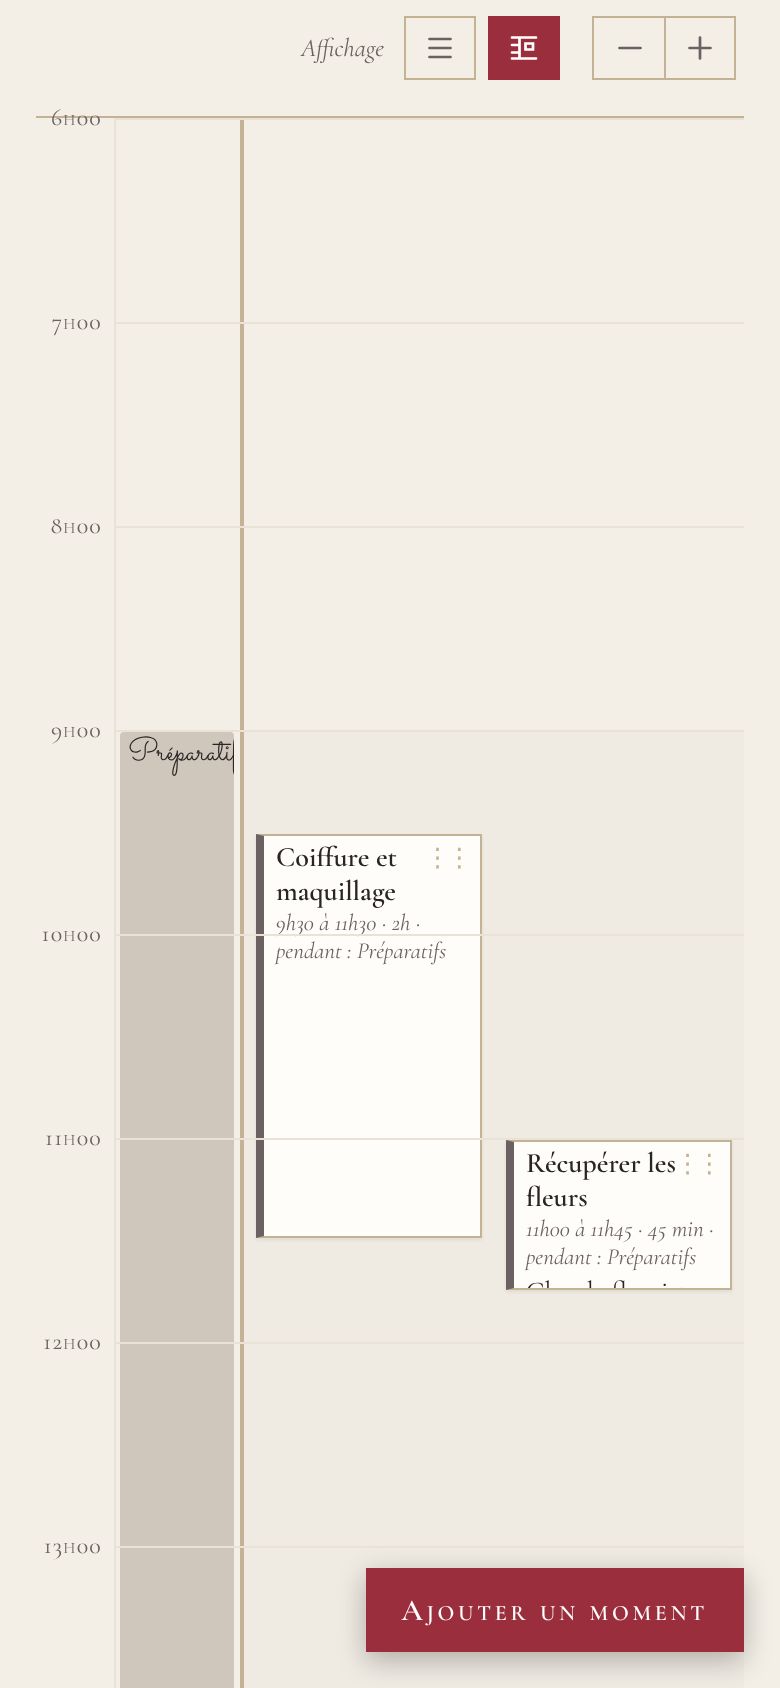 Affichage
6H00
7H00
8H00
9H00
Préparatif
Coiffure et
maquillage
9h30 à 11h30 · 2h ·
10H00
pendant : Préparatifs
11H00
Récupérer les
fleurs
11h00 à 11h45 · 45 min ·
pendant : Préparatifs
12H00
13H00
Ajouter un moment